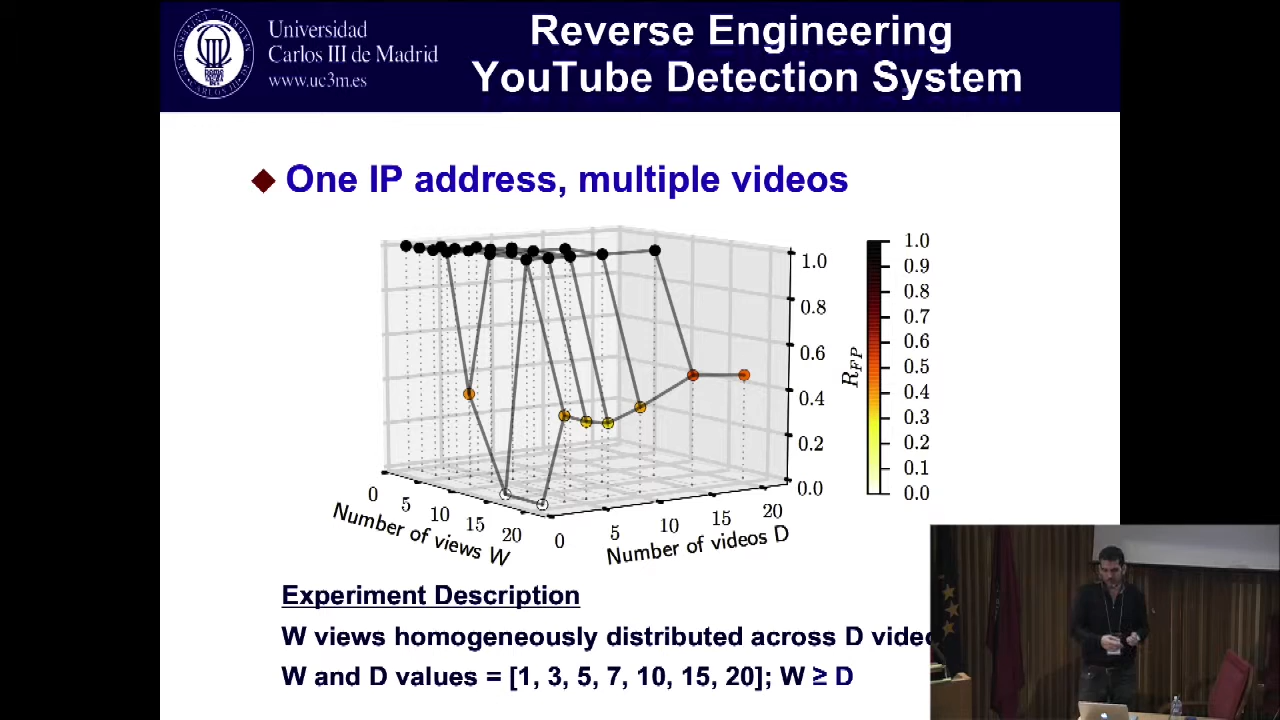 Universidad
Carlos III de Madrid
www.uc3m.es
Reverse Engineering
YouTube Detection System
One IP address, multiple videos
1.0
0.8
0.6
0.4
0.2
0.0
0
5
10
15
20
Number of views W
0
5
10
15
20
Number of videos D
R_FP
1.0
0.9
0.8
0.7
0.6
0.5
0.4
0.3
0.2
0.1
0.0
Experiment Description
W views homogeneously distributed across D video
W and D values = [1, 3, 5, 7, 10, 15, 20]; W ≥ D